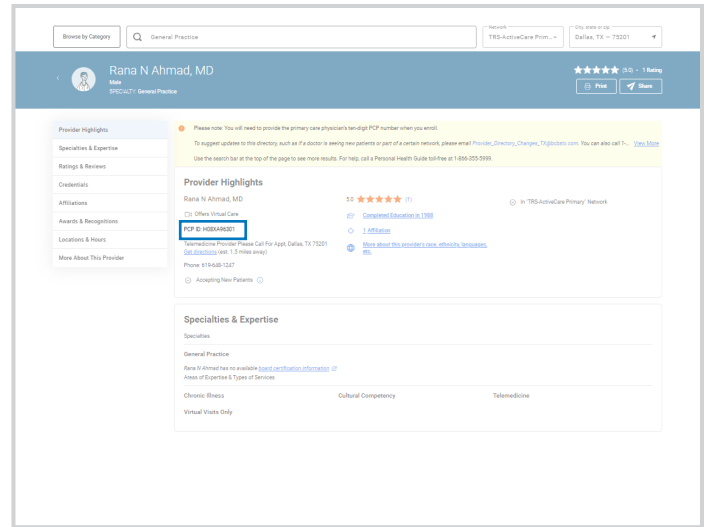 Network
City, state or zip
Browse by Category
General Practice
TRS-ActiveCare Prim...
Dallas, TX — 75201
Rana N Ahmad, MD
Male
SPECIALTY: General Practice
(5.0) • 1 Rating
Print
Share
Provider Highlights
Specialties & Expertise
Ratings & Reviews
Credentials
Affiliations
Awards & Recognitions
Locations & Hours
More About This Provider
Please note: You will need to provide the primary care physician's ten-digit PCP number when you enroll.
To suggest updates to this directory, such as if a doctor is seeing new patients or part of a certain network, please email Provider_Directory_Changes_TX@bcbstx.com. You can also call 1-... View More
Use the search bar at the top of the page to see more results. For help, call a Personal Health Guide toll-free at 1-866-355-5999.
Provider Highlights
Rana N Ahmad, MD
Offers Virtual Care
PCP ID: H08XA96301
Telemedicine Provider Please Call For Appt, Dallas, TX 75201
Get directions (est. 1.3 miles away)
Phone: 619-648-1247
Accepting New Patients
5.0 (1)
Completed Education in 1988
1 Affiliation
More about this provider's race, ethnicity, languages,
etc.
In 'TRS-ActiveCare Primary' Network
Specialties & Expertise
Specialties
General Practice
Rana N Ahmad has no available board certification information
Areas of Expertise & Types of Services
Chronic Illness
Cultural Competency
Telemedicine
Virtual Visits Only